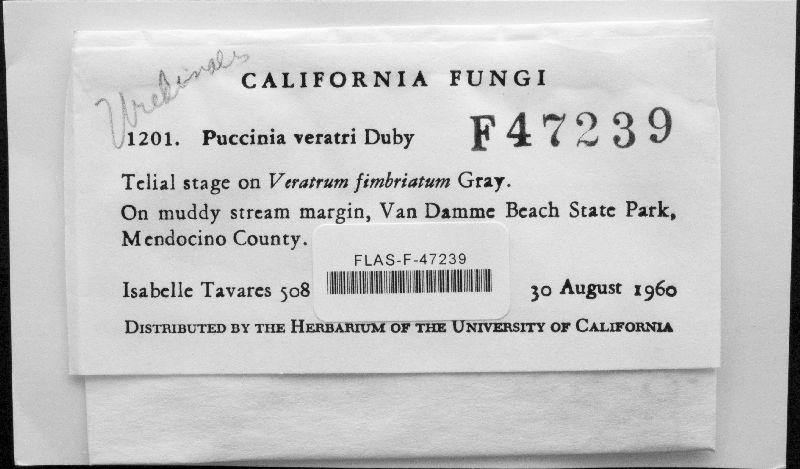 Uredinales
CALIFORNIA FUNGI
1201. Puccinia veratri Duby F47239
Telial stage on Veratrum fimbriatum Gray.
On muddy stream margin, Van Damme Beach State Park,
Mendocino County.
FLAS-F-47239
Isabelle Tavares 508 30 August 1960
DISTRIBUTED BY THE HERBARIUM OF THE UNIVERSITY OF CALIFORNIA